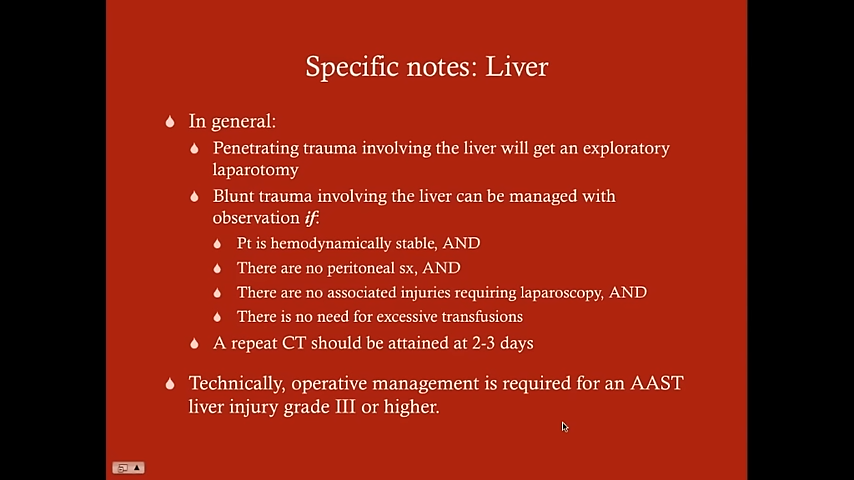 Specific notes: Liver
In general:
Penetrating trauma involving the liver will get an exploratory
laparotomy
Blunt trauma involving the liver can be managed with
observation if:
Pt is hemodynamically stable, AND
There are no peritoneal sx, AND
There are no associated injuries requiring laparoscopy, AND
There is no need for excessive transfusions
A repeat CT should be attained at 2-3 days
Technically, operative management is required for an AAST
liver injury grade III or higher.